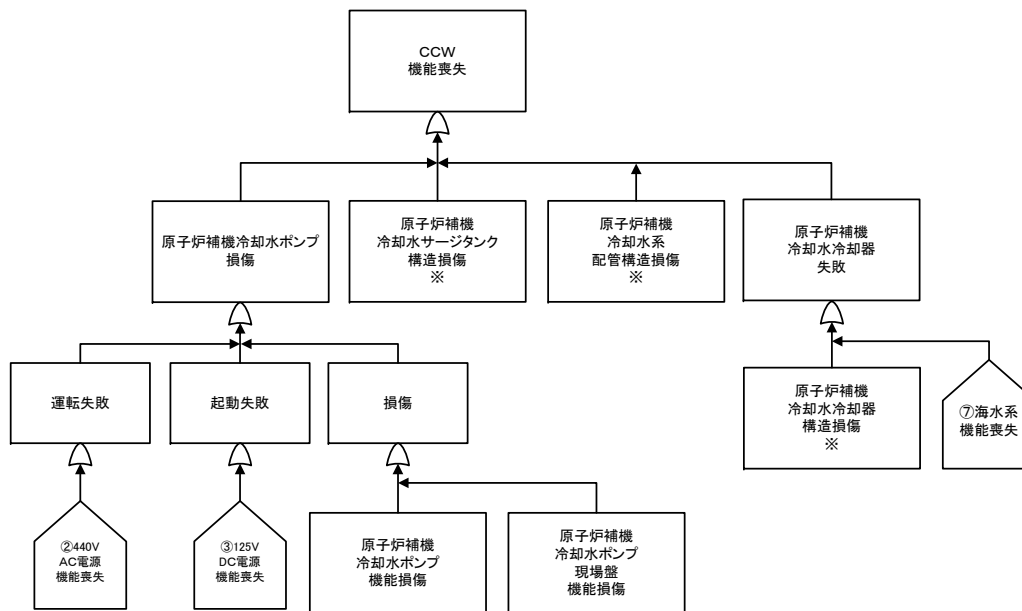 CCW
機能喪失
原子炉補機冷却水ポンプ
損傷
原子炉補機
冷却水サージタンク
構造損傷
※
原子炉補機
冷却水系
配管構造損傷
※
原子炉補機
冷却水冷却器
失敗
運転失敗
起動失敗
損傷
原子炉補機
冷却水冷却器
構造損傷
※
⑦海水系
機能喪失
②440V
AC電源
機能喪失
③125V
DC電源
機能喪失
原子炉補機
冷却水ポンプ
機能損傷
原子炉補機
冷却水ポンプ
現場盤
機能損傷